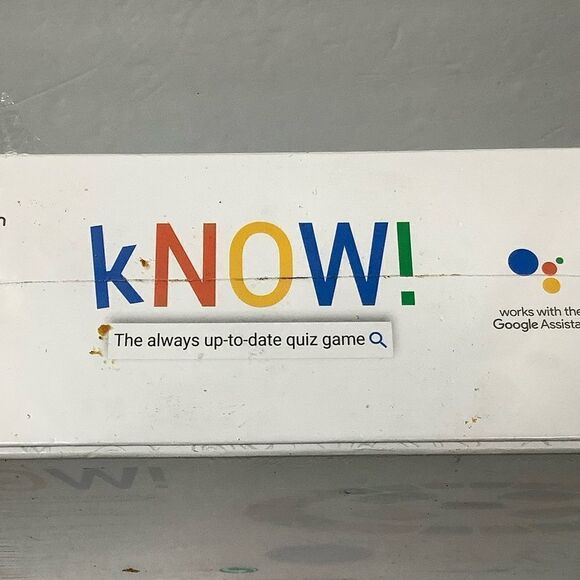 kNOW!
The always up-to-date quiz game
works with the
Google Assista